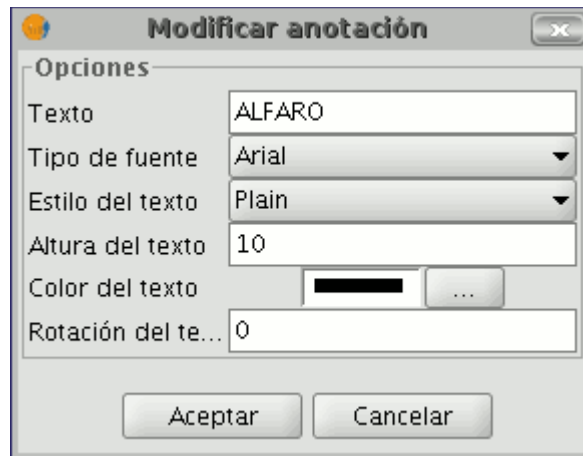 Modificar anotación
Opciones
Texto ALFARO
Tipo de fuente Arial
Estilo del texto Plain
Altura del texto 10
Color del texto ...
Rotación del te... 0
Aceptar Cancelar